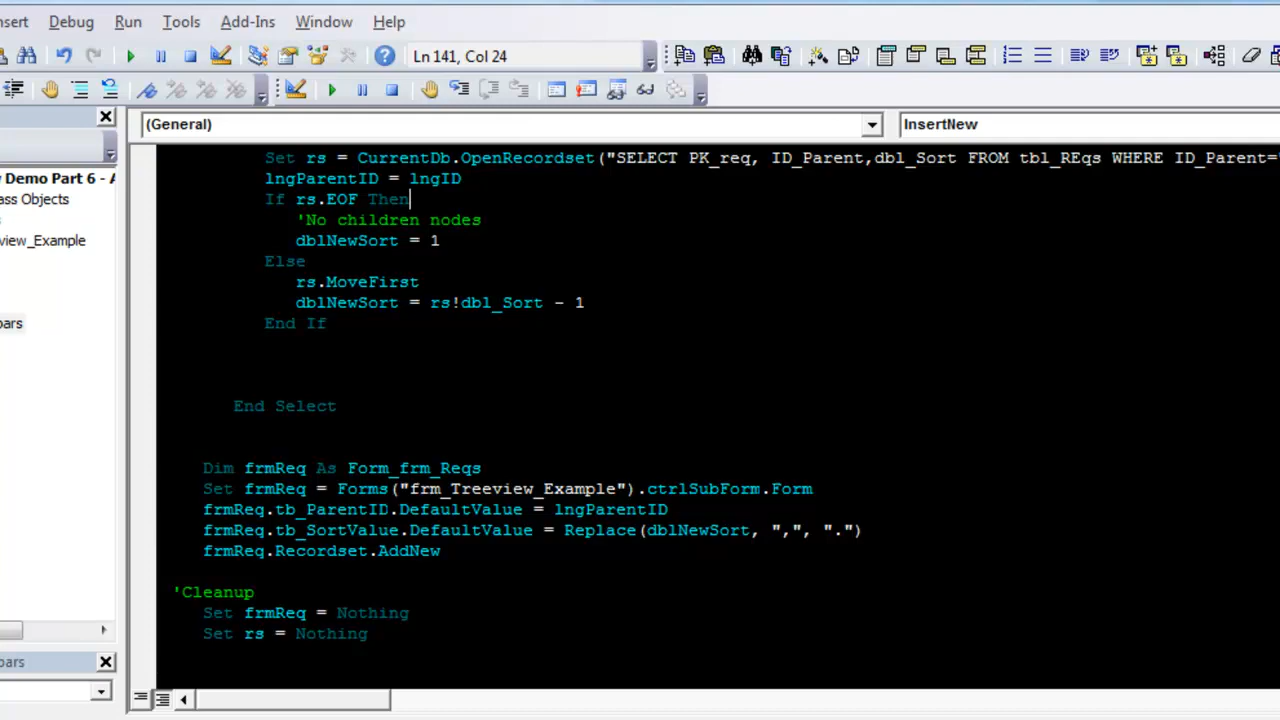 nsert Debug Run Tools Add-Ins Window Help
Ln 141, Col 24
(General) InsertNew
Demo Part 6 - A
ass Objects
view_Example
bars
bars
Set rs = CurrentDb.OpenRecordset("SELECT PK_req, ID_Parent,dbl_Sort FROM tbl_REqs WHERE ID_Parent="
lngParentID = lngID
If rs.EOF Then
'No children nodes
dblNewSort = 1
Else
rs.MoveFirst
dblNewSort = rs!dbl_Sort - 1
End If
End Select
Dim frmReq As Form_frm_Reqs
Set frmReq = Forms("frm_Treeview_Example").ctrlSubForm.Form
frmReq.tb_ParentID.DefaultValue = lngParentID
frmReq.tb_SortValue.DefaultValue = Replace(dblNewSort, ",", ".")
frmReq.Recordset.AddNew
'Cleanup
Set frmReq = Nothing
Set rs = Nothing